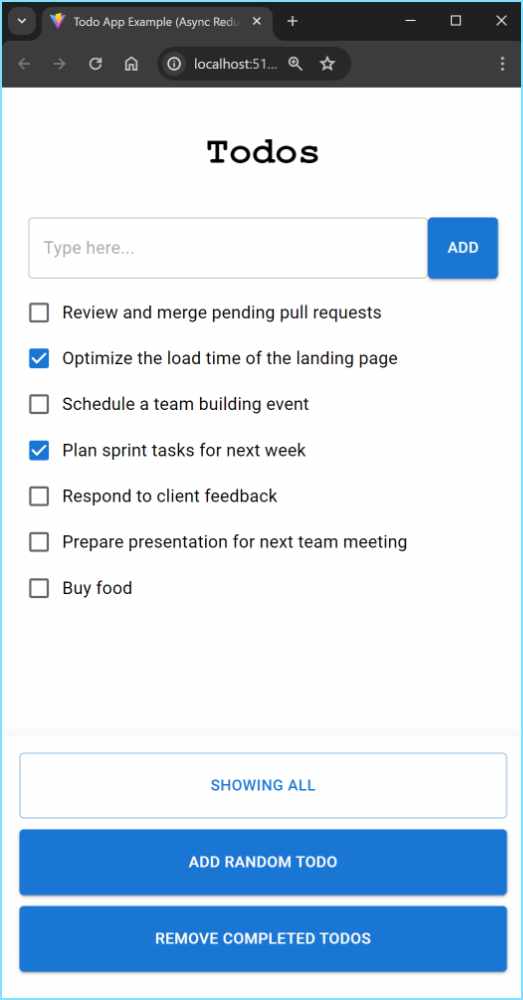 Todo App Example (Async Redu
localhost:51...
Todos
Type here...
ADD
Review and merge pending pull requests
Optimize the load time of the landing page
Schedule a team building event
Plan sprint tasks for next week
Respond to client feedback
Prepare presentation for next team meeting
Buy food
SHOWING ALL
ADD RANDOM TODO
REMOVE COMPLETED TODOS